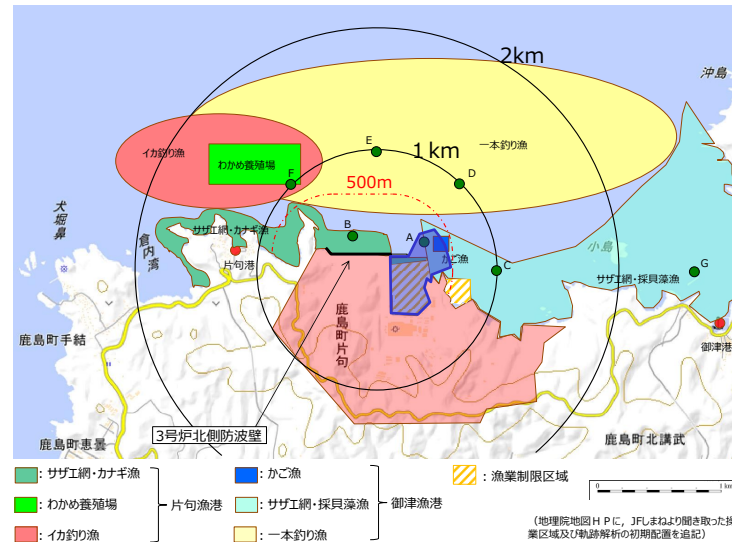 2km
沖島
イカ釣り漁
一本釣り漁
わかめ養殖場
E
1km
F
D
500m
犬堀鼻
倉内湾
サザエ網・カナギ漁
B
A
小島
片句港
かご漁
C
サザエ網・採貝藻漁
G
鹿島町片句
御津港
鹿島町手結
3号炉北側防波壁
鹿島町恵曇
鹿島町北講武
：サザエ網・カナギ漁
：わかめ養殖場
：イカ釣り漁
片句漁港
：かご漁
：サザエ網・採貝藻漁
：一本釣り漁
御津漁港
：漁業制限区域
0
1km
（地理院地図ＨＰに，JFしまねより聞き取った操
業区域及び軌跡解析の初期配置を追記）